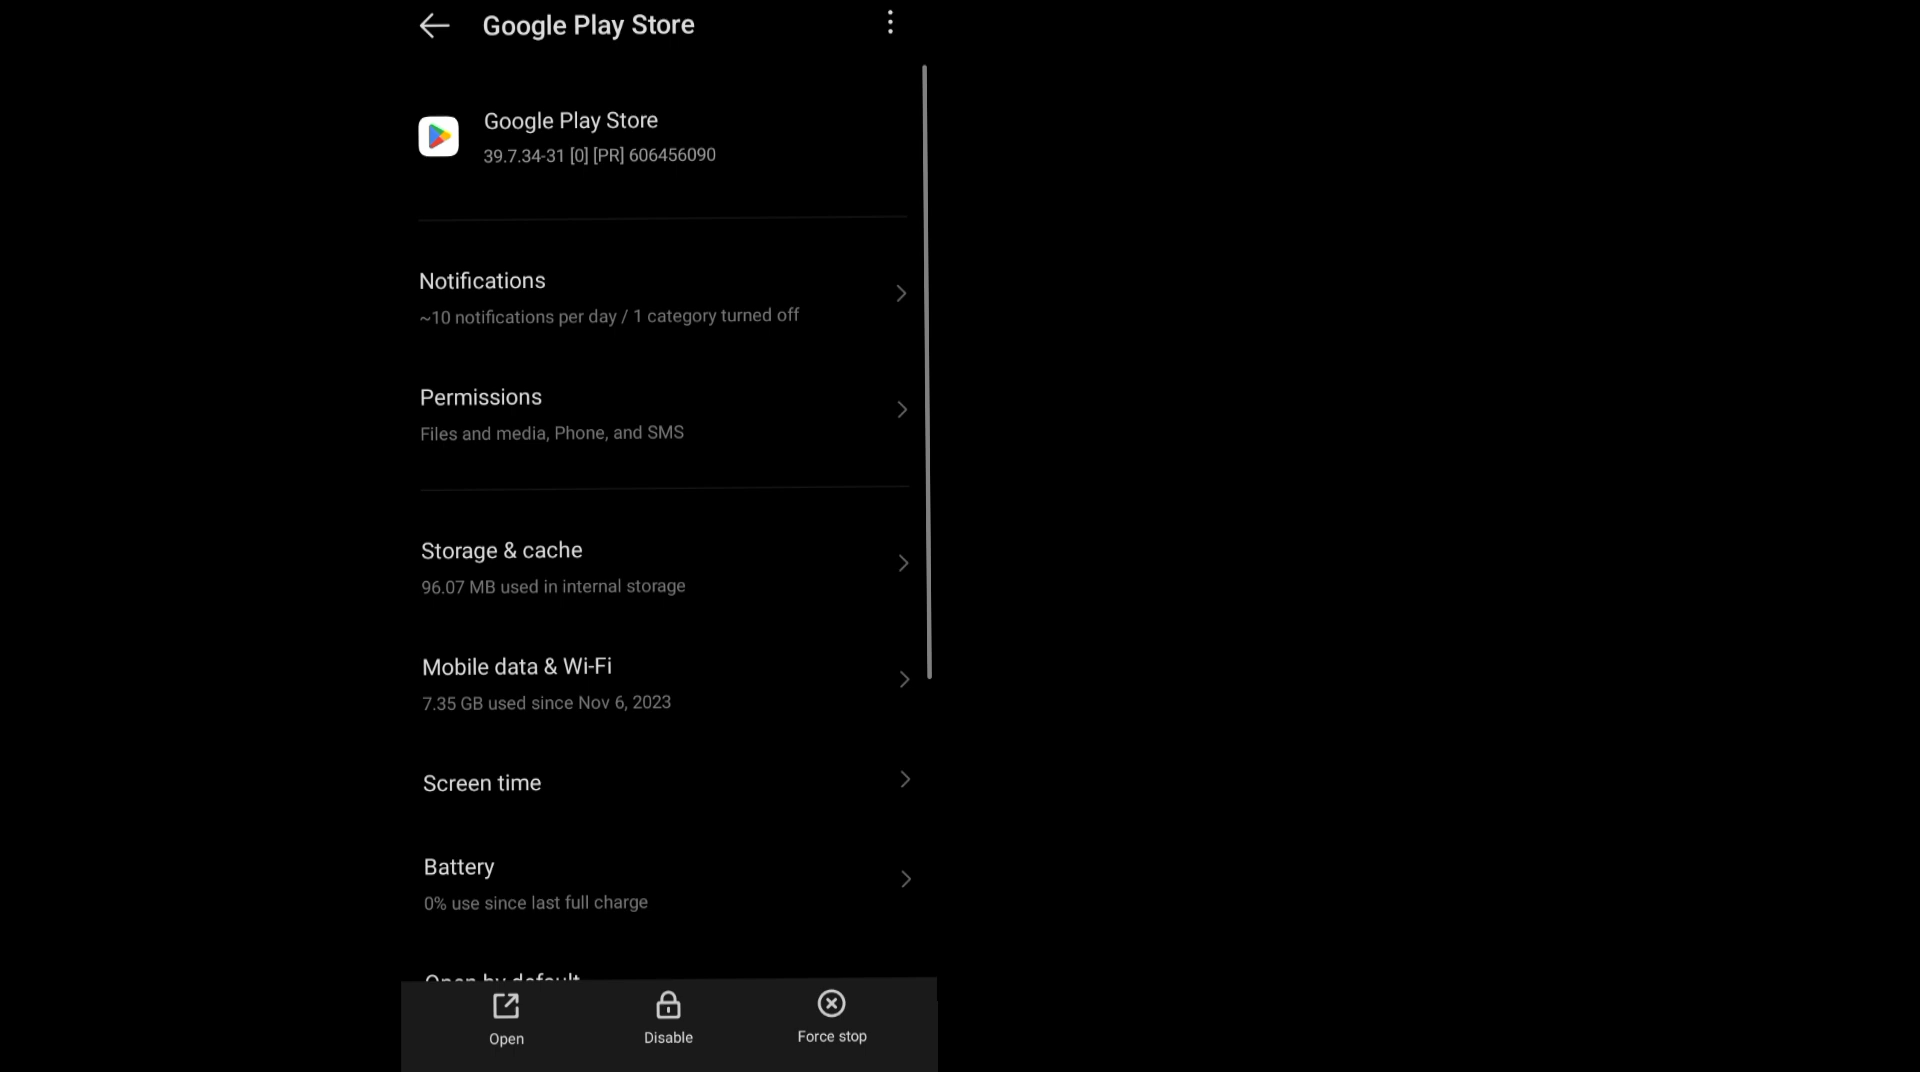 Google Play Store
Google Play Store
39.7.34-31 [0] [PR] 606456090
Notifications
~10 notifications per day / 1 category turned off
Permissions
Files and media, Phone, and SMS
Storage & cache
96.07 MB used in internal storage
Mobile data & Wi-Fi
7.35 GB used since Nov 6, 2023
Screen time
Battery
0% use since last full charge
Open by default
Open
Disable
Force stop